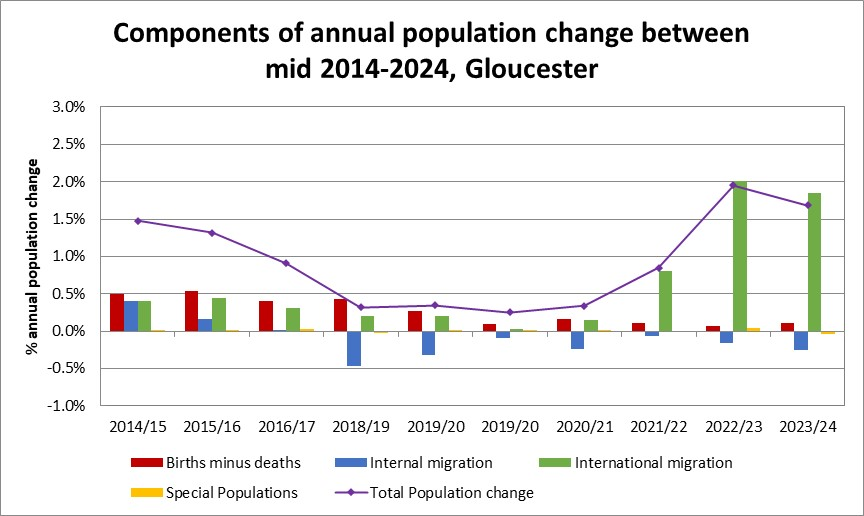 Components of annual population change between
mid 2014-2024, Gloucester
3.0%
2.5%
2.0%
1.5%
1.0%
0.5%
0.0%
-0.5%
-1.0%
% annual population change
2014/15 2015/16 2016/17 2018/19 2019/20 2019/20 2020/21 2021/22 2022/23 2023/24
Births minus deaths Internal migration International migration
Special Populations Total Population change